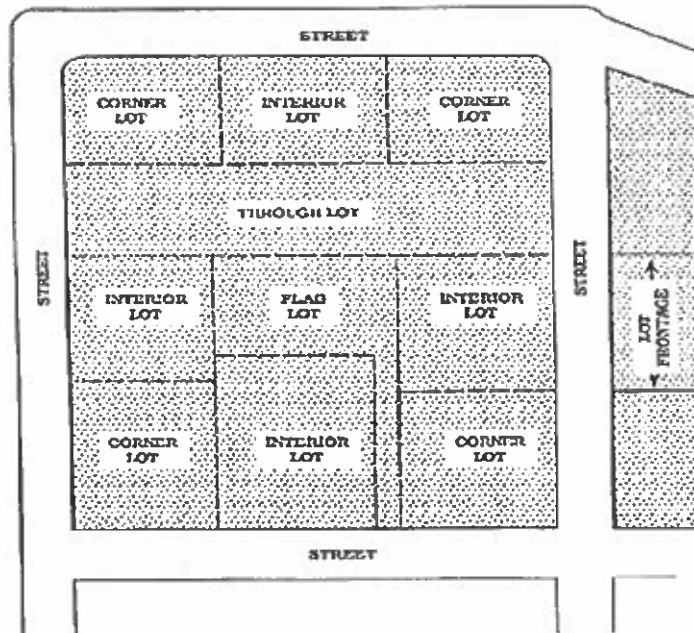 STREET
CORNER
LOT
INTERIOR
LOT
CORNER
LOT
THROUGH LOT
STREET
INTERIOR
LOT
FLAG
LOT
INTERIOR
LOT
STREET
LOT
FRONTAGE
CORNER
LOT
INTERIOR
LOT
CORNER
LOT
STREET